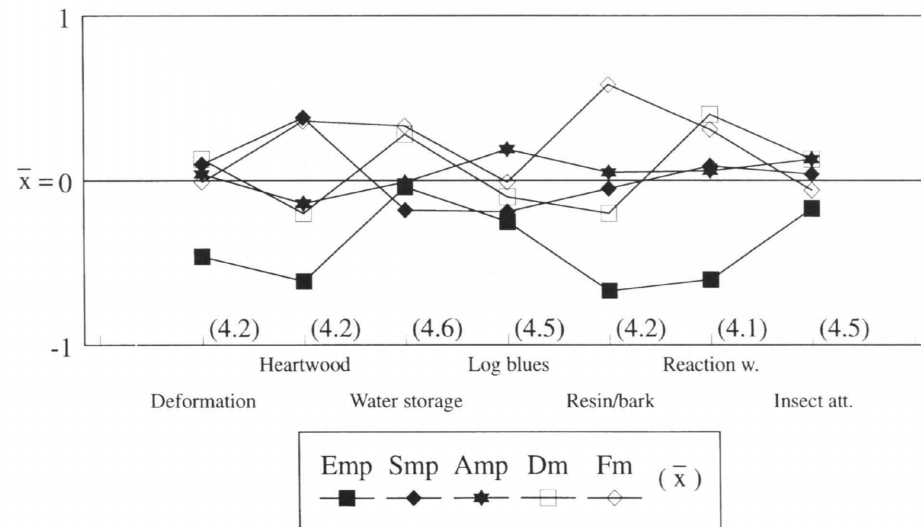 1
x̄ = 0
-1
(4.2) (4.2) (4.6) (4.5) (4.2) (4.1) (4.5)
Heartwood Log blues Reaction w.
Deformation Water storage Resin/bark Insect att.
Emp Smp Amp Dm Fm (x̄)